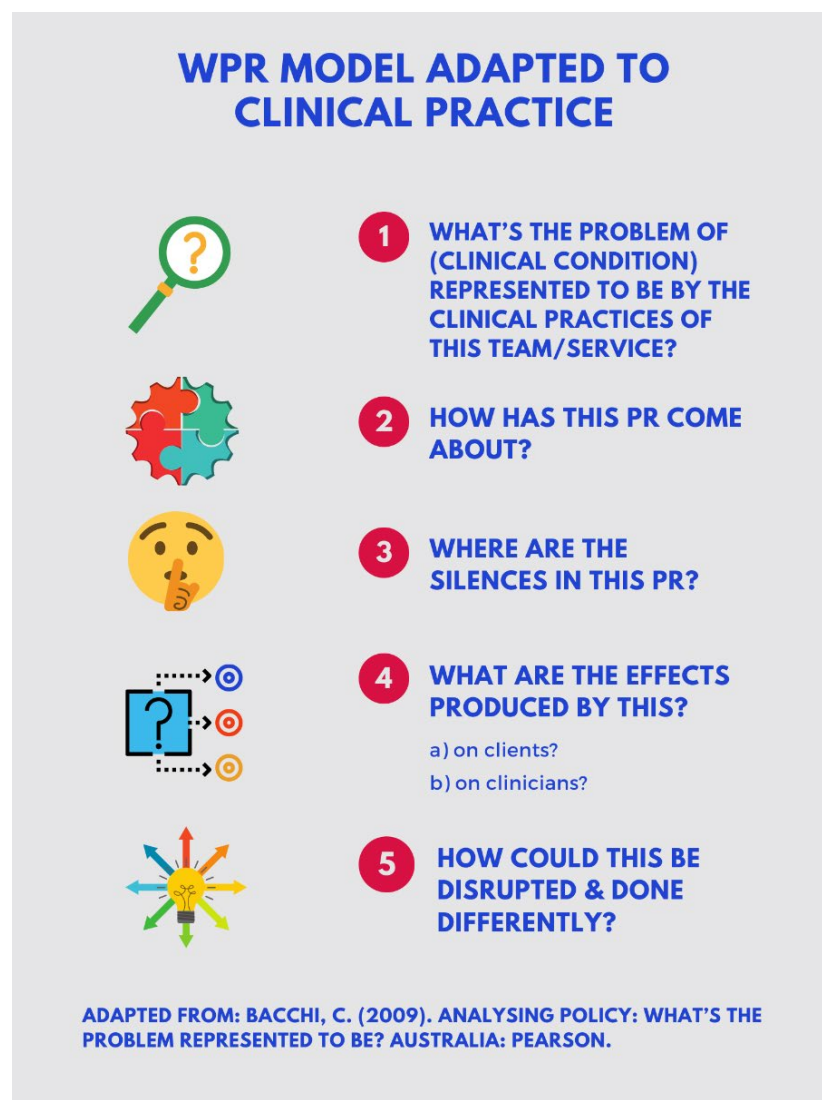 WPR MODEL ADAPTED TO
CLINICAL PRACTICE
?
1
WHAT'S THE PROBLEM OF
(CLINICAL CONDITION)
REPRESENTED TO BE BY THE
CLINICAL PRACTICES OF
THIS TEAM/SERVICE?
2
HOW HAS THIS PR COME
ABOUT?
3
WHERE ARE THE
SILENCES IN THIS PR?
?
4
WHAT ARE THE EFFECTS
PRODUCED BY THIS?
a) on clients?
b) on clinicians?
5
HOW COULD THIS BE
DISRUPTED & DONE
DIFFERENTLY?
ADAPTED FROM: BACCHI, C. (2009). ANALYSING POLICY: WHAT'S THE
PROBLEM REPRESENTED TO BE? AUSTRALIA: PEARSON.